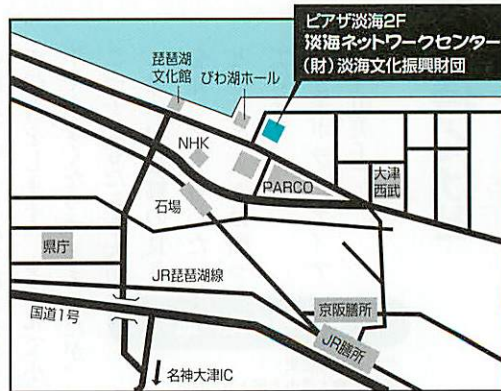 ピアザ淡海2F
淡海ネットワークセンター
(財)淡海文化振興財団
琵琶湖
文化館
びわ湖ホール
NHK
PARCO
大津
西武
石場
県庁
JR琵琶湖線
京阪膳所
国道1号
JR膳所
名神大津IC